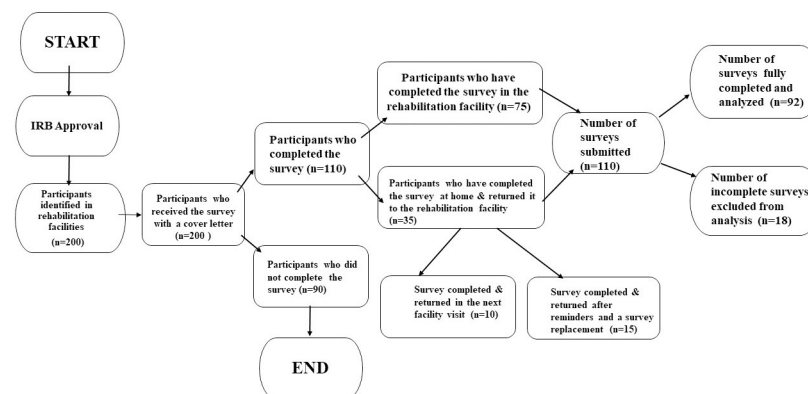 START
IRB Approval
Participants
identified in
rehabilitation
facilities
(n=200)
Participants who
received the survey
with a cover letter
(n=200 )
Participants who
completed the
survey (n=110)
Participants who did
not complete the
survey (n=90)
END
Participants who have
completed the survey in the
rehabilitation facility (n=75)
Participants who have completed
the survey at home & returned it
to the rehabilitation facility
(n=35)
Survey completed &
returned in the next
facility visit (n=10)
Survey completed &
returned after
reminders and a survey
replacement (n=15)
Number of
surveys
submitted
(n=110)
Number of
surveys fully
completed and
analyzed (n=92)
Number of
incomplete surveys
excluded from
analysis (n=18)